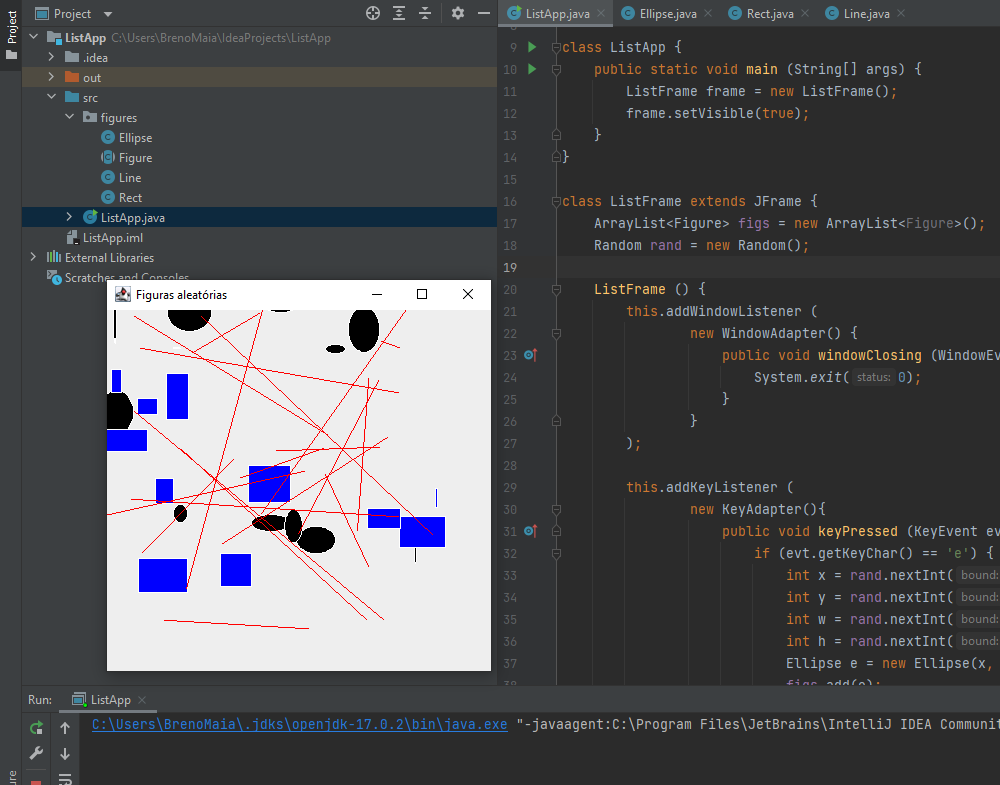 Project
Project
ListApp C:\Users\BrenoMaia\IdeaProjects\ListApp
.idea
out
src
figures
Ellipse
Figure
Line
Rect
ListApp.java
ListApp.iml
External Libraries
Scratches and Consoles
Figuras aleatórias
ListApp.java Ellipse.java Rect.java Line.java
9 class ListApp {
10 public static void main (String[] args) {
11 ListFrame frame = new ListFrame();
12 frame.setVisible(true);
13 }
14 }
15
16 class ListFrame extends JFrame {
17 ArrayList<Figure> figs = new ArrayList<Figure>();
18 Random rand = new Random();
19
20 ListFrame () {
21 this.addWindowListener (
22 new WindowAdapter() {
23 public void windowClosing (WindowEv
24 System.exit( status: 0);
25 }
26 }
27 );
28
29 this.addKeyListener (
30 new KeyAdapter(){
31 public void keyPressed (KeyEvent ev
32 if (evt.getKeyChar() == 'e') {
33 int x = rand.nextInt( bound:
34 int y = rand.nextInt( bound:
35 int w = rand.nextInt( bound:
36 int h = rand.nextInt( bound:
37 Ellipse e = new Ellipse(x,
38 figs.add(e);
Run: ListApp
C:\Users\BrenoMaia\.jdks\openjdk-17.0.2\bin\java.exe "-javaagent:C:\Program Files\JetBrains\IntelliJ IDEA Communit